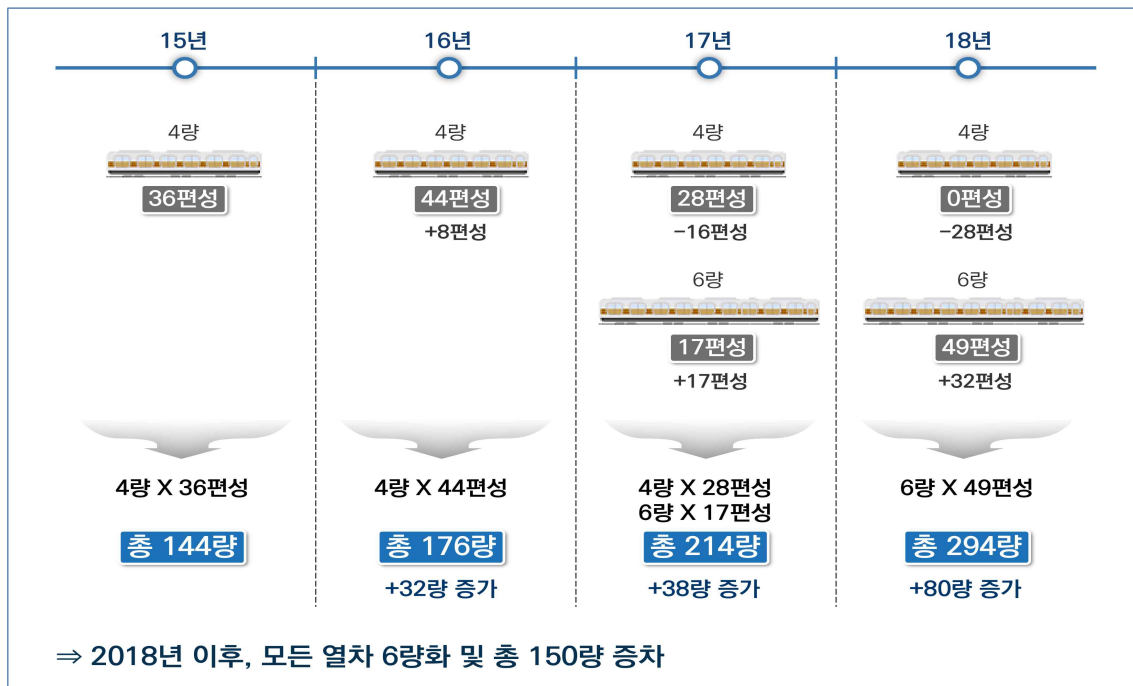 15년
16년
17년
18년
4량
4량
4량
4량
36편성
44편성
28편성
0편성
+8편성
−16편성
−28편성
6량
6량
17편성
49편성
+17편성
+32편성
4량 X 36편성
4량 X 44편성
4량 X 28편성
6량 X 17편성
6량 X 49편성
총 144량
총 176량
총 214량
총 294량
+32량 증가
+38량 증가
+80량 증가
⇒ 2018년 이후, 모든 열차 6량화 및 총 150량 증차